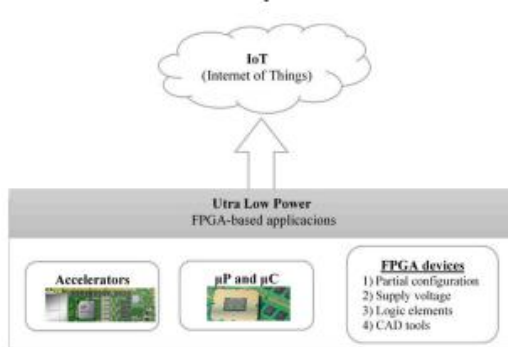 IoT
(Internet of Things)
Utra Low Power
FPGA-based applicacions
Accelerators
μP and μC
FPGA devices
1) Partial configuration
2) Supply voltage
3) Logic elements
4) CAD tools